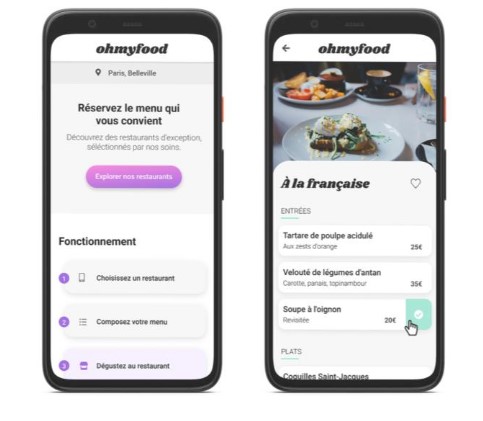 ohmyfood
Paris, Belleville
Réservez le menu qui
vous convient
Découvrez des restaurants d'exception,
séléctionnés par nos soins.
Explorer nos restaurants
Fonctionnement
1 Choisissez un restaurant
2 Composez votre menu
3 Dégustez au restaurant
ohmyfood
À la française
ENTRÉES
Tartare de poulpe acidulé
Aux zests d'orange 25€
Velouté de légumes d'antan
Carotte, panais, topinambour 35€
Soupe à l'oignon
Revisitée 20€
PLATS
Coquilles Saint-Jacques